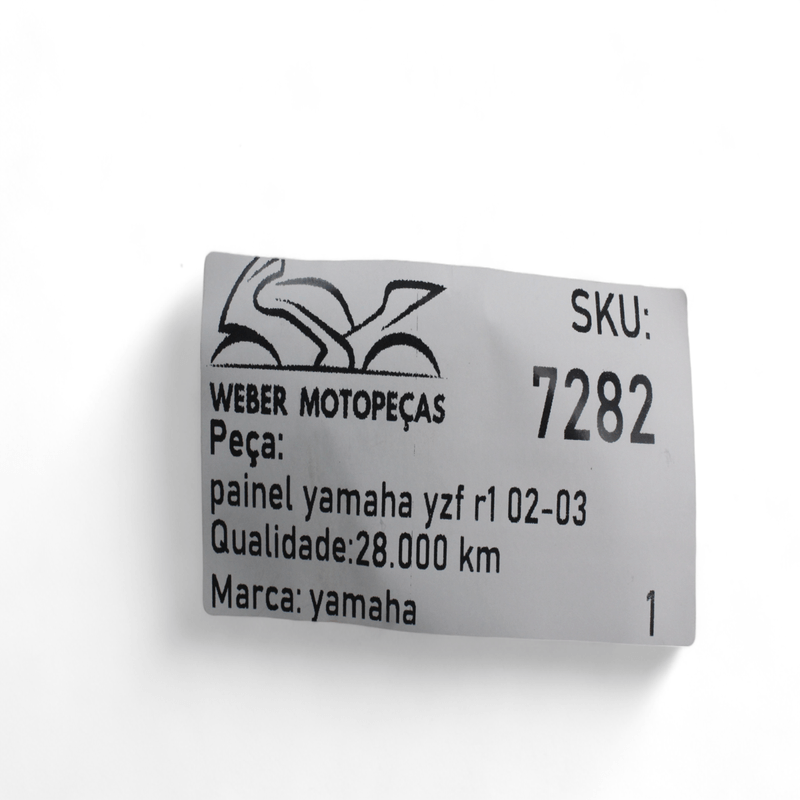 SKU:
7282
WEBER MOTOPEÇAS
Peça:
painel yamaha yzf r1 02-03
Qualidade:28.000 km
Marca: yamaha
1